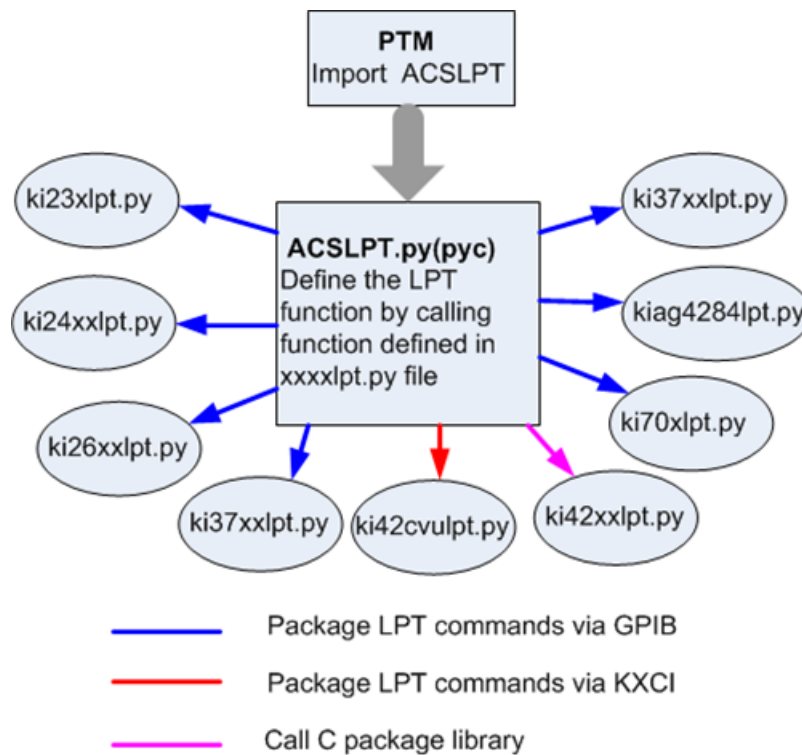 PTM
Import ACSLPT
ki23xlpt.py
ki37xxlpt.py
ACSLPT.py(pyc)
Define the LPT
function by calling
function defined in
xxxxlpt.py file
ki24xxlpt.py
kiag4284lpt.py
ki26xxlpt.py
ki70xlpt.py
ki37xxlpt.py
ki42cvulpt.py
ki42xxlpt.py
Package LPT commands via GPIB
Package LPT commands via KXCI
Call C package library